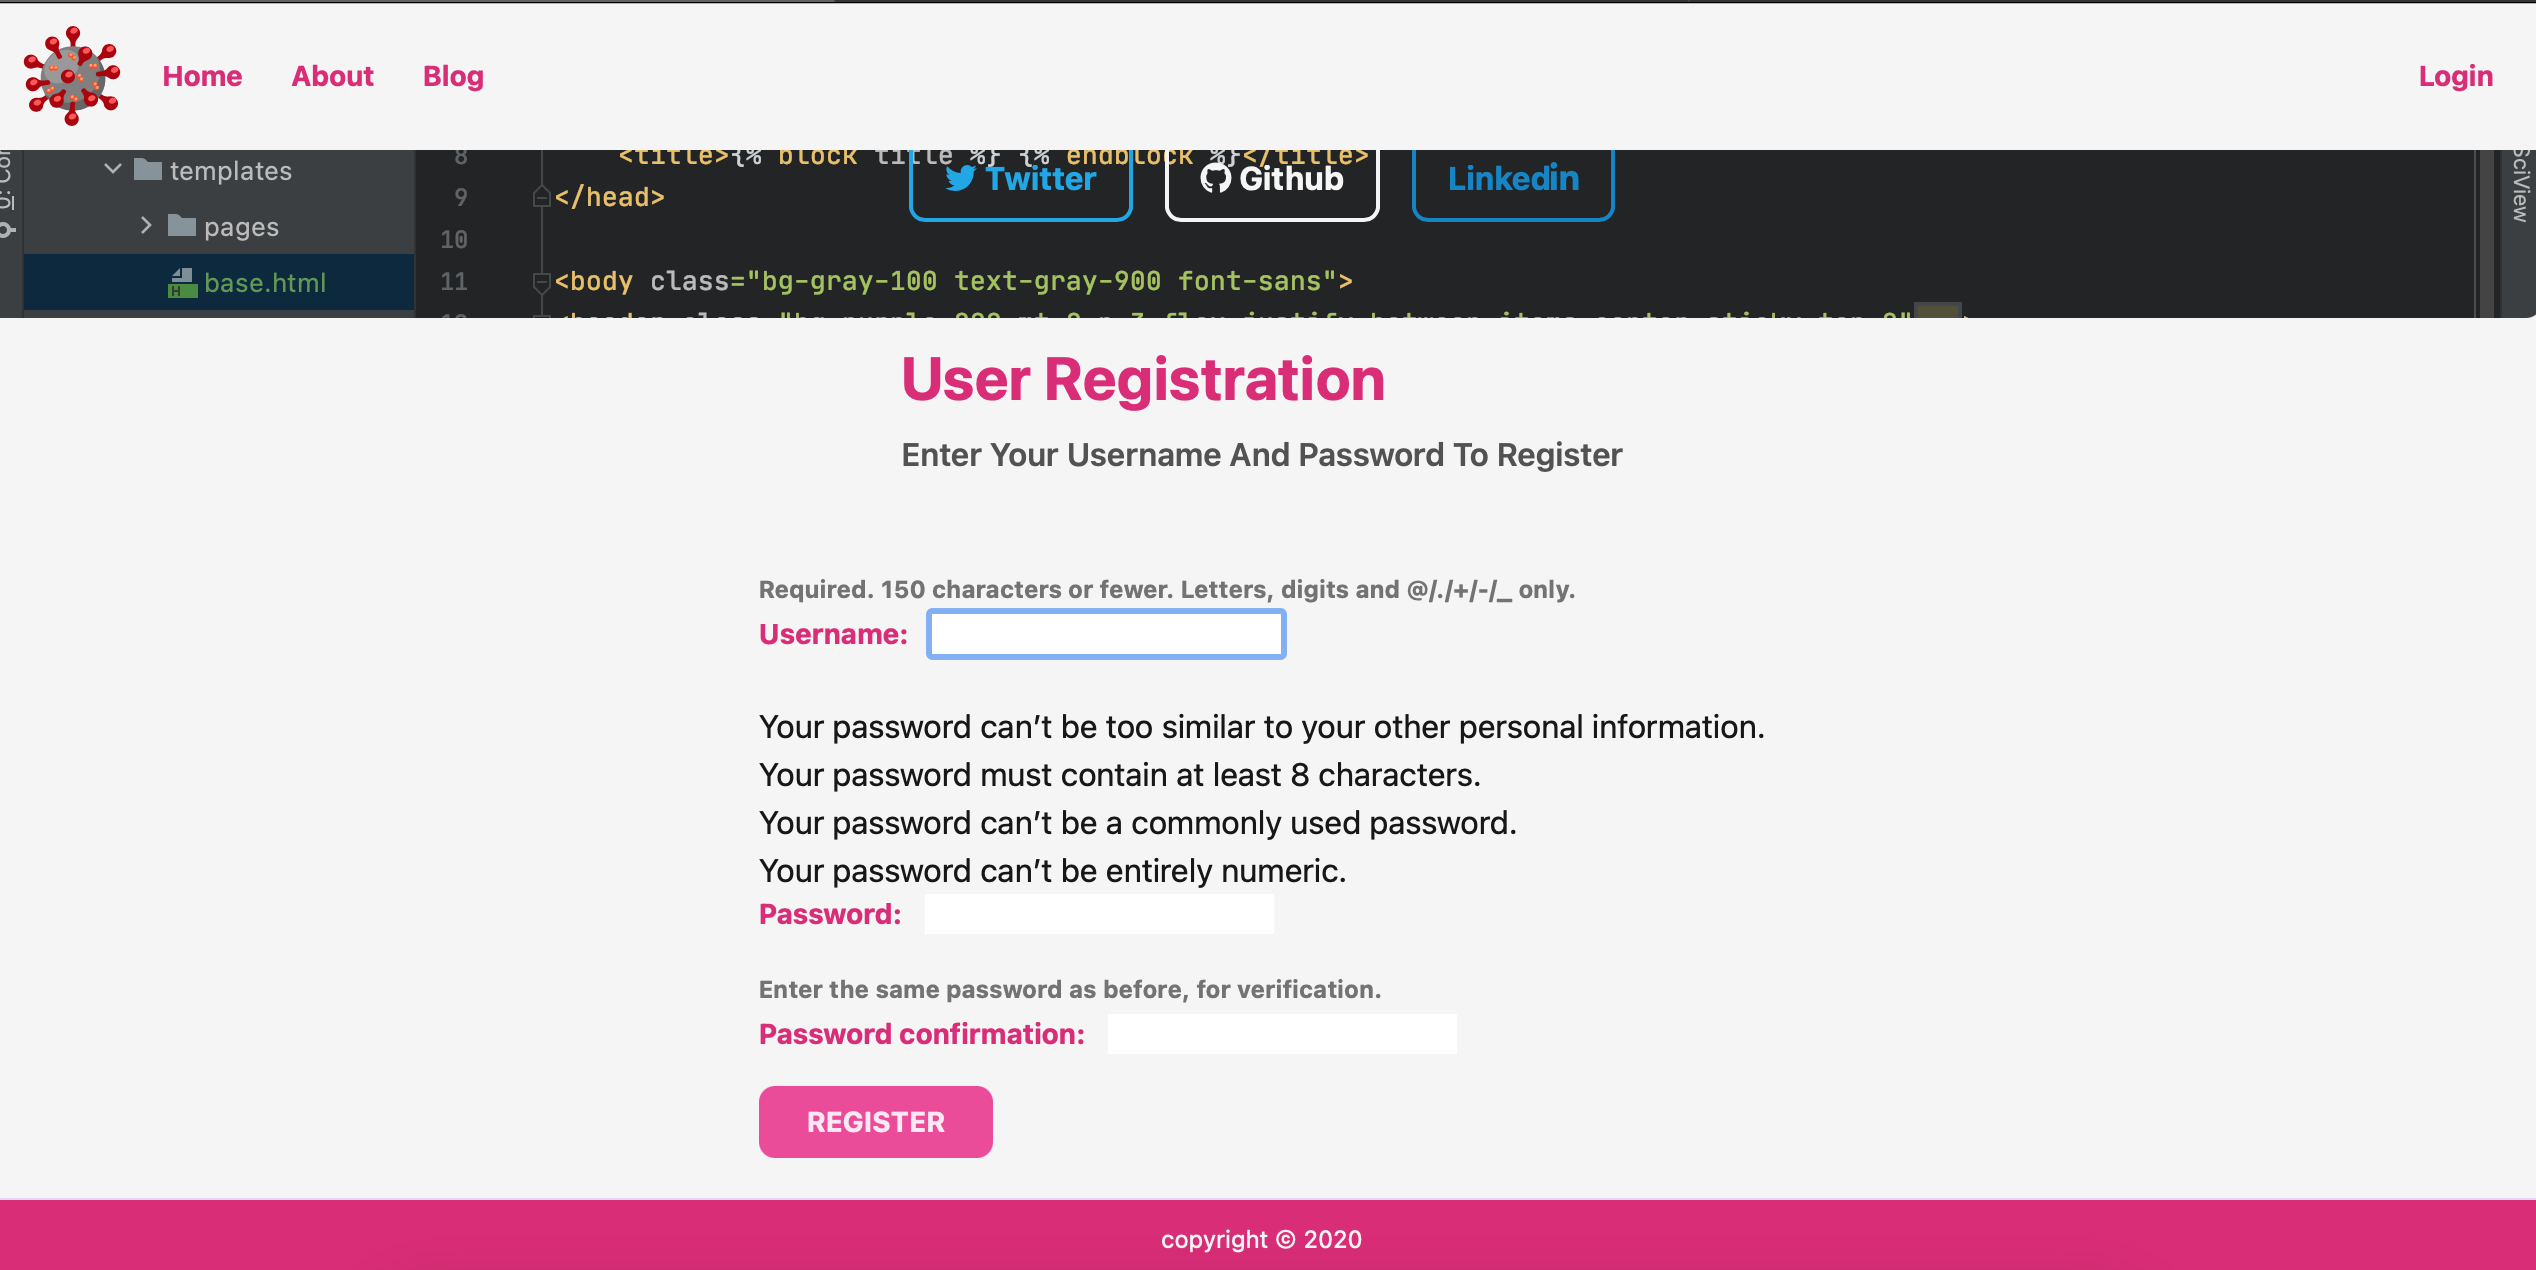 Home About Blog Login
templates
pages
base.html
8 <title>{% block title %} {% endblock %}</title>
9 </head>
10
11 <body class="bg-gray-100 text-gray-900 font-sans">
Twitter Github Linkedin
SciView
User Registration
Enter Your Username And Password To Register
Required. 150 characters or fewer. Letters, digits and @/./+/-/_ only.
Username:
Your password can’t be too similar to your other personal information.
Your password must contain at least 8 characters.
Your password can’t be a commonly used password.
Your password can’t be entirely numeric.
Password:
Enter the same password as before, for verification.
Password confirmation:
REGISTER
copyright © 2020